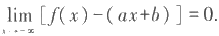 lim [f(x)-(ax+b)]=0.
x→-∞